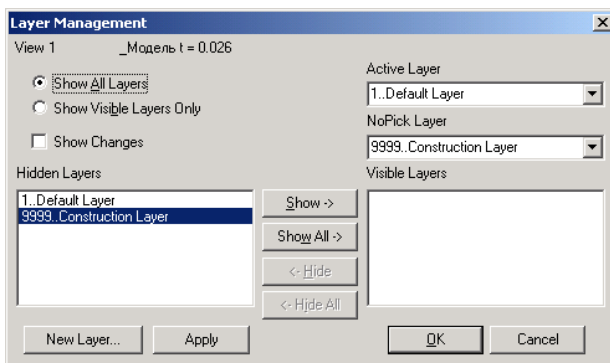 Layer Management
View 1 _Модель t = 0.026
Show All Layers
Show Visible Layers Only
Show Changes
Active Layer
1..Default Layer
NoPick Layer
9999..Construction Layer
Hidden Layers
1..Default Layer
9999..Construction Layer
Show ->
Show All ->
<- Hide
<- Hide All
Visible Layers
New Layer...
Apply
OK
Cancel